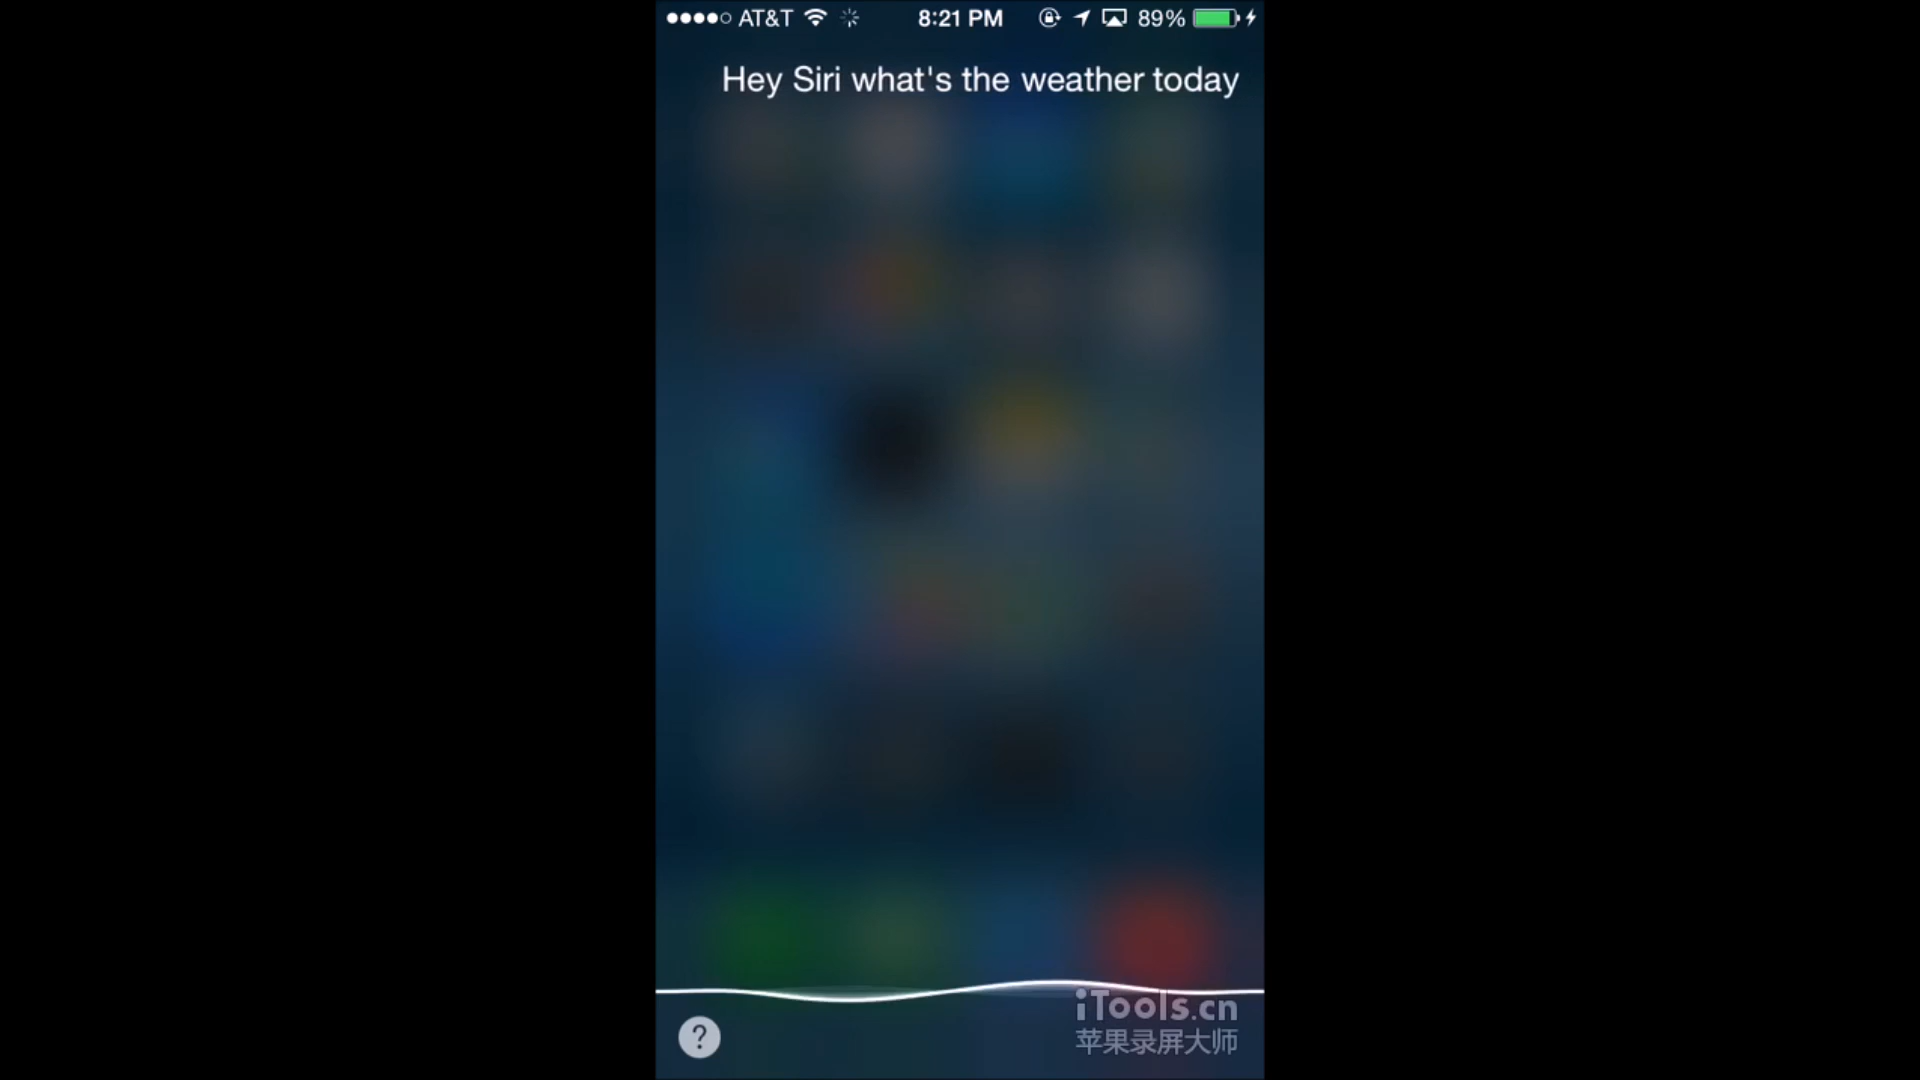 AT&T 8:21 PM 89%
Hey Siri what's the weather today
?
iTools.cn
苹果录屏大师